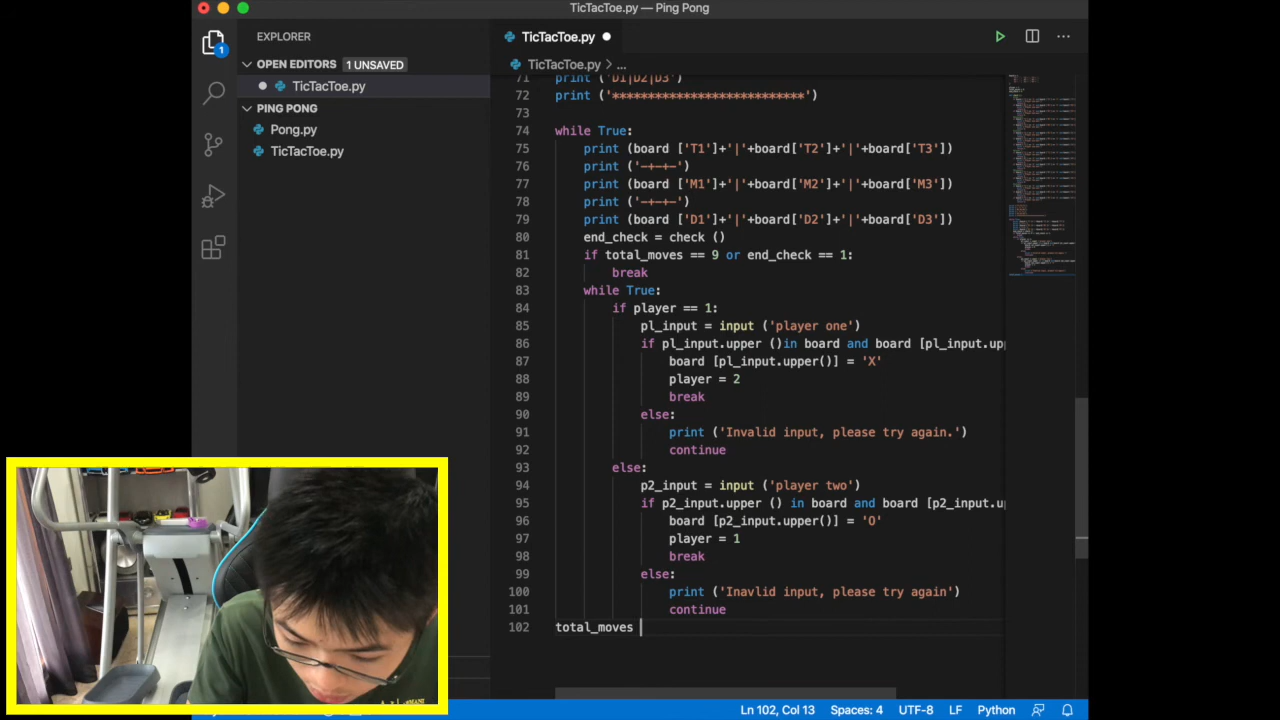 TicTacToe.py — Ping Pong
EXPLORER
OPEN EDITORS 1 UNSAVED
TicTacToe.py
PING PONG
Pong.py
TicTacToe.py
1
TicTacToe.py
TicTacToe.py > ...
71 print ('D1|D2|D3')
72 print ('***************************')
73
74 while True:
75 print (board ['T1']+'|'+board['T2']+'|'+board['T3'])
76 print ('-+-+-')
77 print (board ['M1']+'|'+board['M2']+'|'+board['M3'])
78 print ('-+-+-')
79 print (board ['D1']+'|'+board['D2']+'|'+board['D3'])
80 end_check = check ()
81 if total_moves == 9 or end_check == 1:
82 break
83 while True:
84 if player == 1:
85 pl_input = input ('player one')
86 if pl_input.upper ()in board and board [pl_input.up
87 board [pl_input.upper()] = 'X'
88 player = 2
89 break
90 else:
91 print ('Invalid input, please try again.')
92 continue
93 else:
94 p2_input = input ('player two')
95 if p2_input.upper () in board and board [p2_input.u
96 board [p2_input.upper()] = 'O'
97 player = 1
98 break
99 else:
100 print ('Inavlid input, please try again')
101 continue
102 total_moves
Ln 102, Col 13 Spaces: 4 UTF-8 LF Python